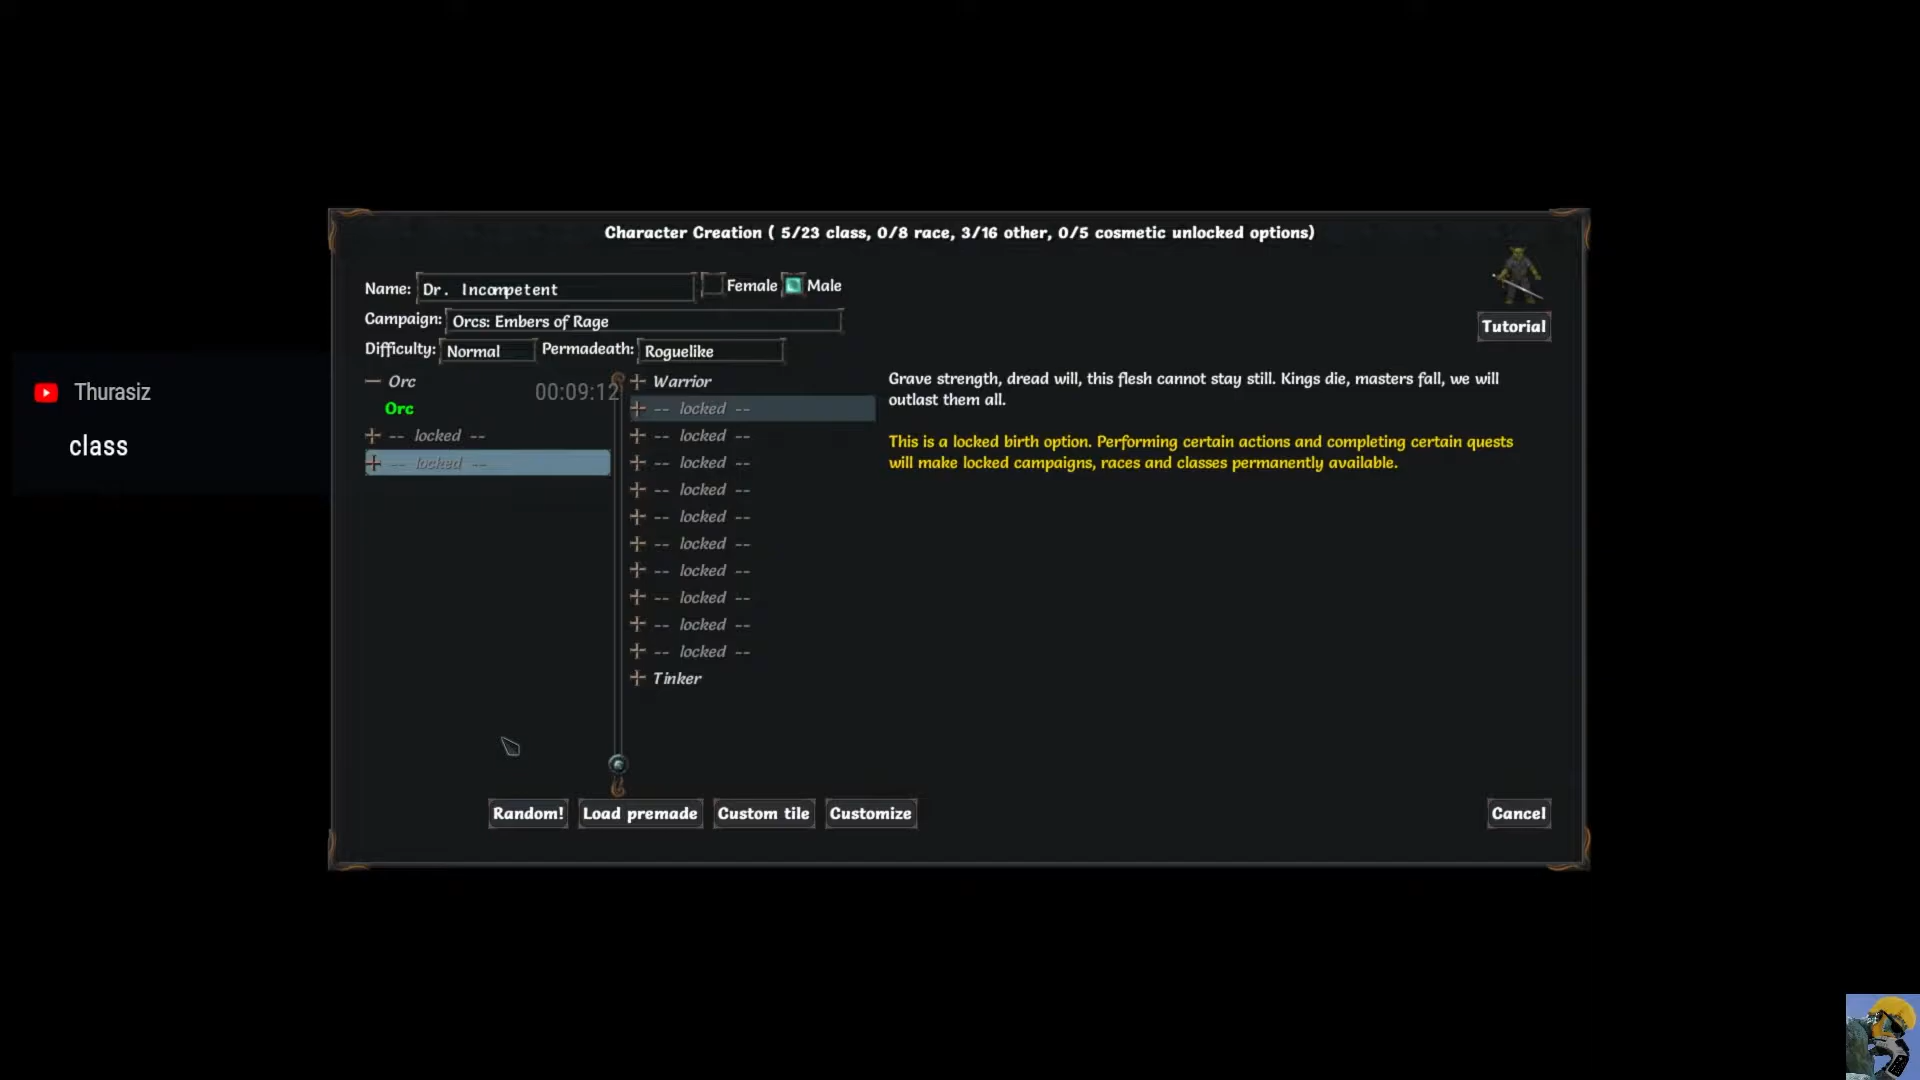 Character Creation ( 5/23 class, 0/8 race, 3/16 other, 0/5 cosmetic unlocked options)
Name: Dr. Incompetent Female Male
Campaign: Orcs: Embers of Rage
Tutorial
Difficulty: Normal Permadeath: Roguelike
Thurasiz
class
Orc
Orc
-- locked --
-- locked --
00:09:12
Warrior
-- locked --
-- locked --
-- locked --
-- locked --
-- locked --
-- locked --
-- locked --
-- locked --
-- locked --
-- locked --
Tinker
Grave strength, dread will, this flesh cannot stay still. Kings die, masters fall, we will
outlast them all.
This is a locked birth option. Performing certain actions and completing certain quests
will make locked campaigns, races and classes permanently available.
Random! Load premade Custom tile Customize Cancel